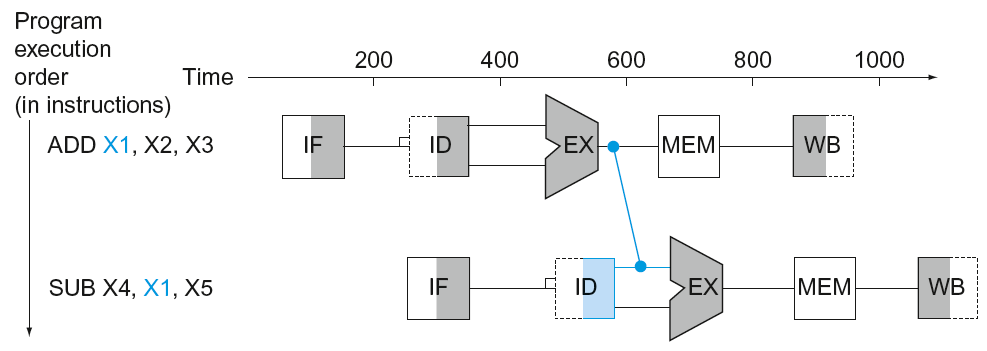 Program
execution
order
(in instructions)
Time
200 400 600 800 1000
ADD X1, X2, X3
IF ID EX MEM WB
SUB X4, X1, X5
IF ID EX MEM WB